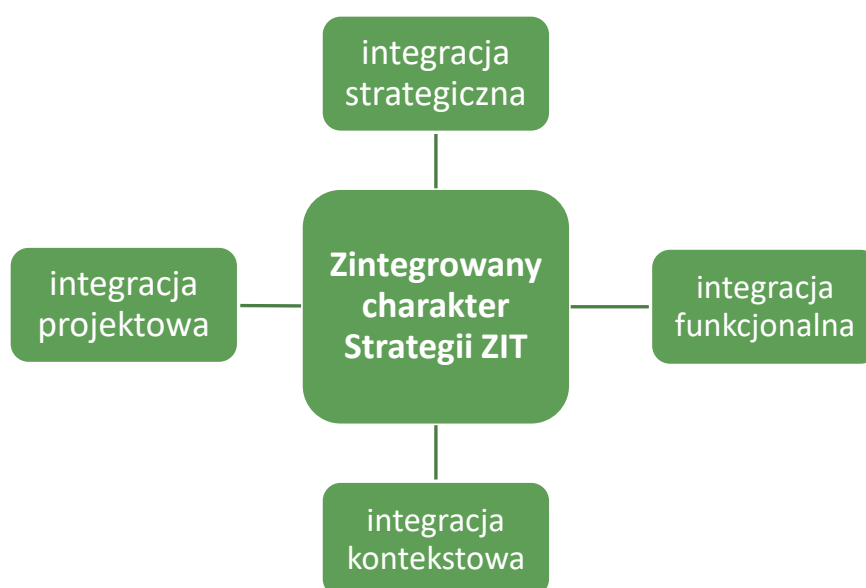 integracja
strategiczna
integracja
projektowa
Zintegrowany
charakter
Strategii ZIT
integracja
funkcjonalna
integracja
kontekstowa